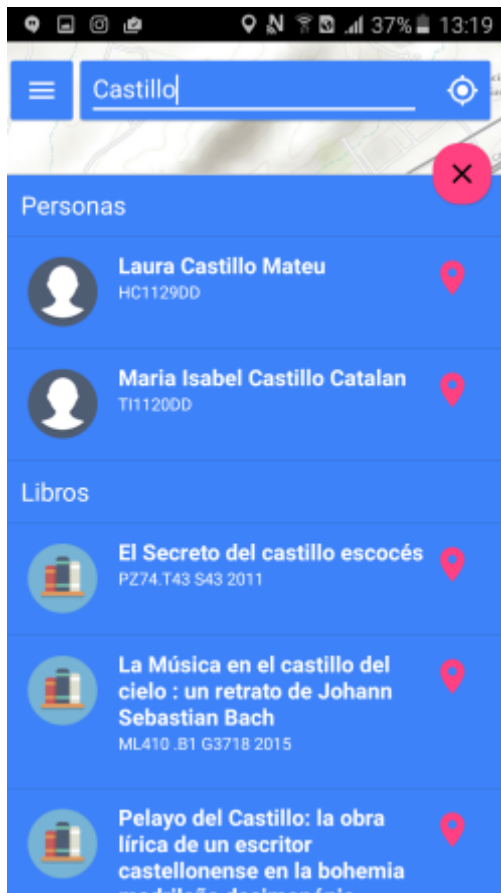 37% 13:19
Castillo
Personas
Laura Castillo Mateu
HC1129DD
Maria Isabel Castillo Catalan
TI1120DD
Libros
El Secreto del castillo escocés
PZ74.T43 S43 2011
La Música en el castillo del
cielo : un retrato de Johann
Sebastian Bach
ML410 .B1 G3718 2015
Pelayo del Castillo: la obra
lírica de un escritor
castellonense en la bohemia